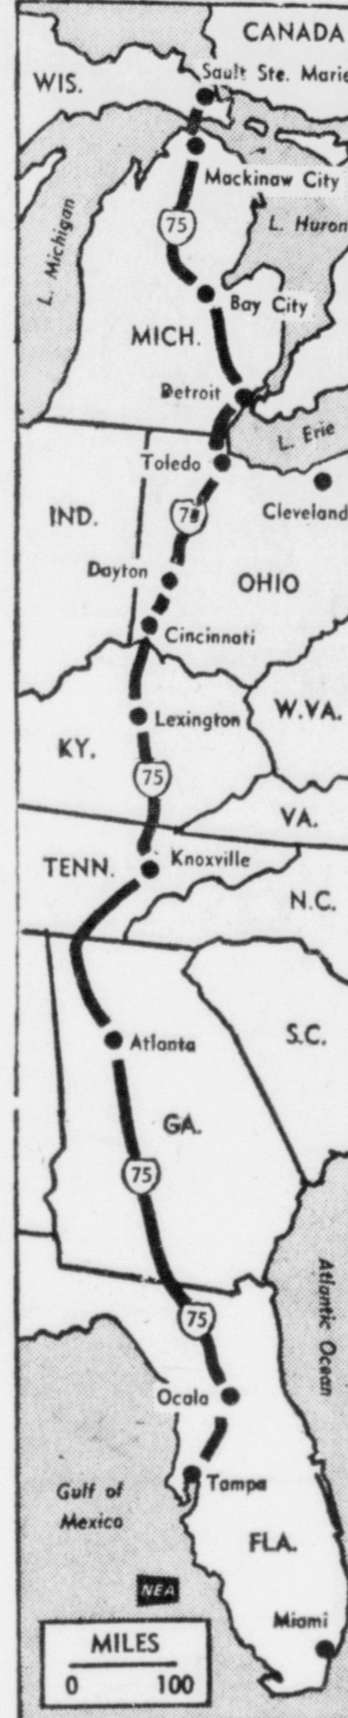 CANADA
WIS.
Sault Ste. Marie
Mackinaw City
75
L. Huron
L. Michigan
Bay City
MICH.
Detroit
L. Erie
Toledo
IND.
75
Cleveland
Dayton
OHIO
Cincinnati
Lexington
W.VA.
KY.
75
VA.
TENN.
Knoxville
N.C.
Atlanta
S.C.
GA.
75
Atlantic Ocean
75
Ocala
Tampa
Gulf of
Mexico
FLA.
NEA
Miami
MILES
0 100